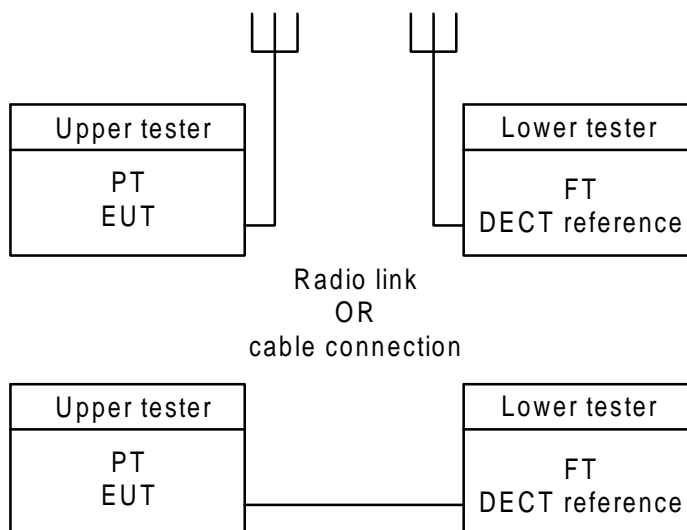 Upper tester
PT
EUT
Lower tester
FT
DECT reference
Radio link
OR
cable connection
Upper tester
PT
EUT
Lower tester
FT
DECT reference